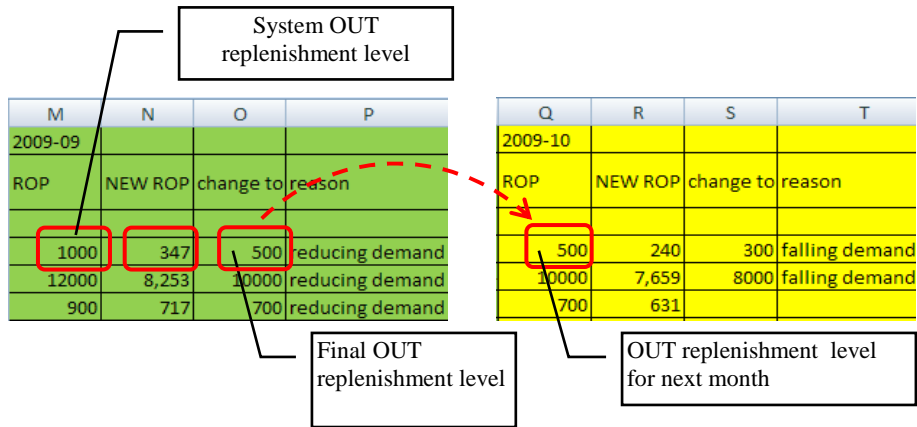 System OUT
replenishment level
M N O P
2009-09
ROP NEW ROP change to reason
1000 347 500 reducing demand
12000 8,253 10000 reducing demand
900 717 700 reducing demand
Q R S T
2009-10
ROP NEW ROP change to reason
500 240 300 falling demand
10000 7,659 8000 falling demand
700 631
Final OUT
replenishment level
OUT replenishment level
for next month